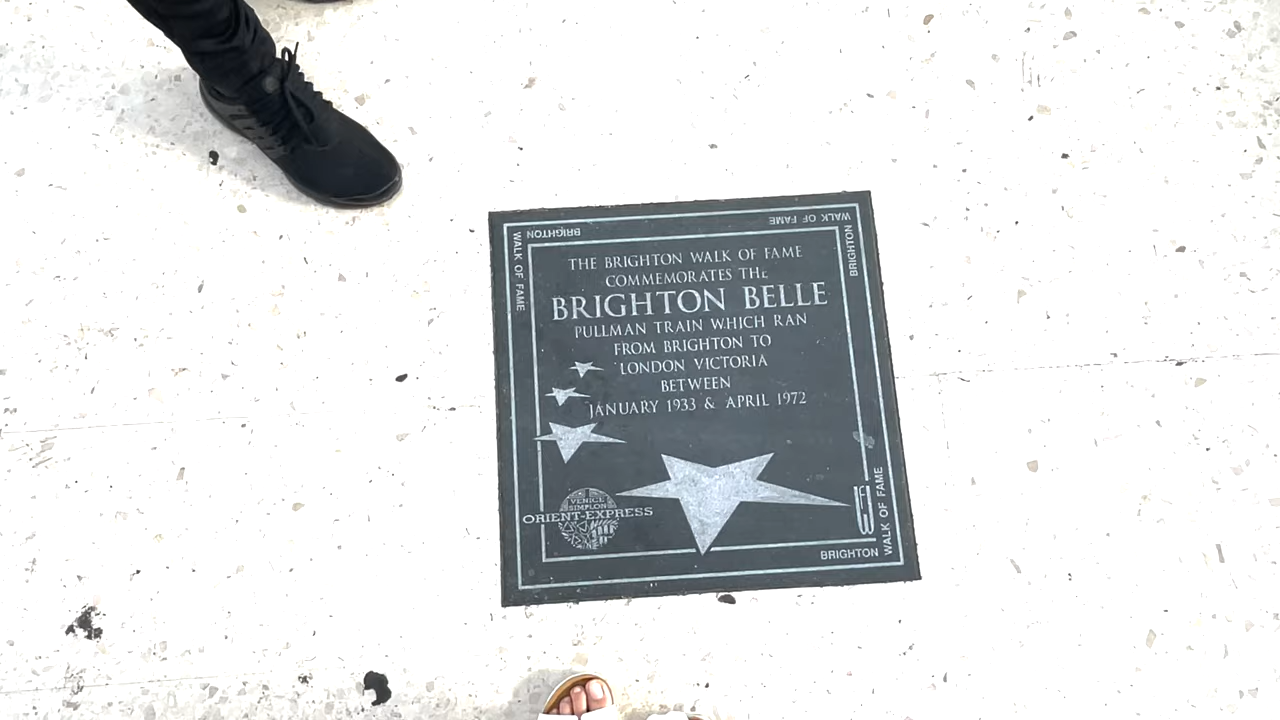 BRIGHTON
WALK OF FAME
WALK OF FAME
BRIGHTON
THE BRIGHTON WALK OF FAME
COMMEMORATES THE
BRIGHTON BELLE
PULLMAN TRAIN WHICH RAN
FROM BRIGHTON TO
LONDON VICTORIA
BETWEEN
JANUARY 1933 & APRIL 1972
VENICE
SIMPLON
ORIENT-EXPRESS
BRIGHTON
WALK OF FAME